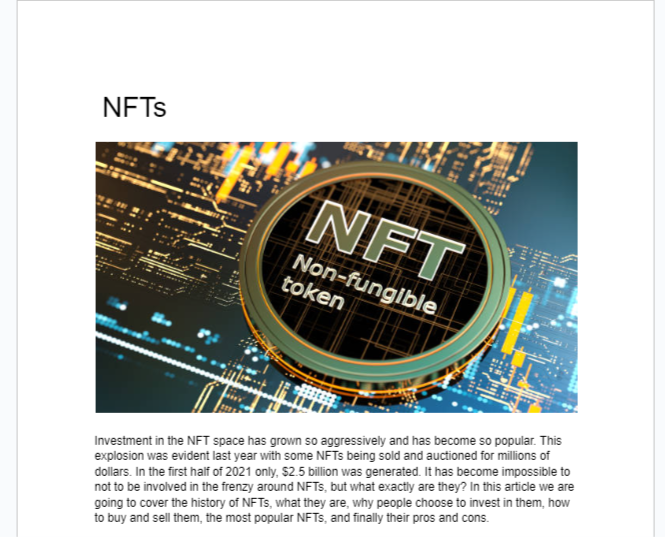 NFTs
NFT
Non-fungible
token
Investment in the NFT space has grown so aggressively and has become so popular. This
explosion was evident last year with some NFTs being sold and auctioned for millions of
dollars. In the first half of 2021 only, $2.5 billion was generated. It has become impossible to
not to be involved in the frenzy around NFTs, but what exactly are they? In this article we are
going to cover the history of NFTs, what they are, why people choose to invest in them, how
to buy and sell them, the most popular NFTs, and finally their pros and cons.